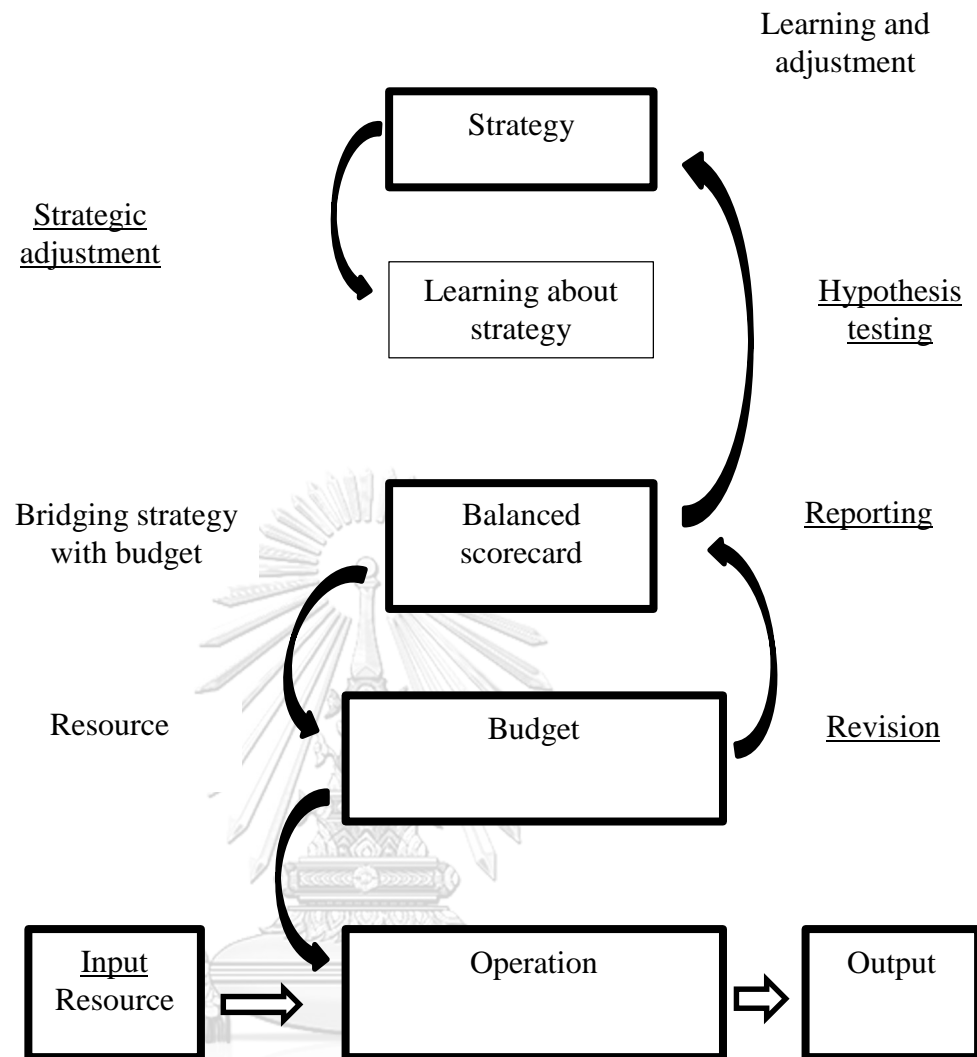 Learning and
adjustment
Strategy
Strategic
adjustment
Learning about
strategy
Hypothesis
testing
Bridging strategy
with budget
Balanced
scorecard
Reporting
Resource
Budget
Revision
Input
Resource
Operation
Output